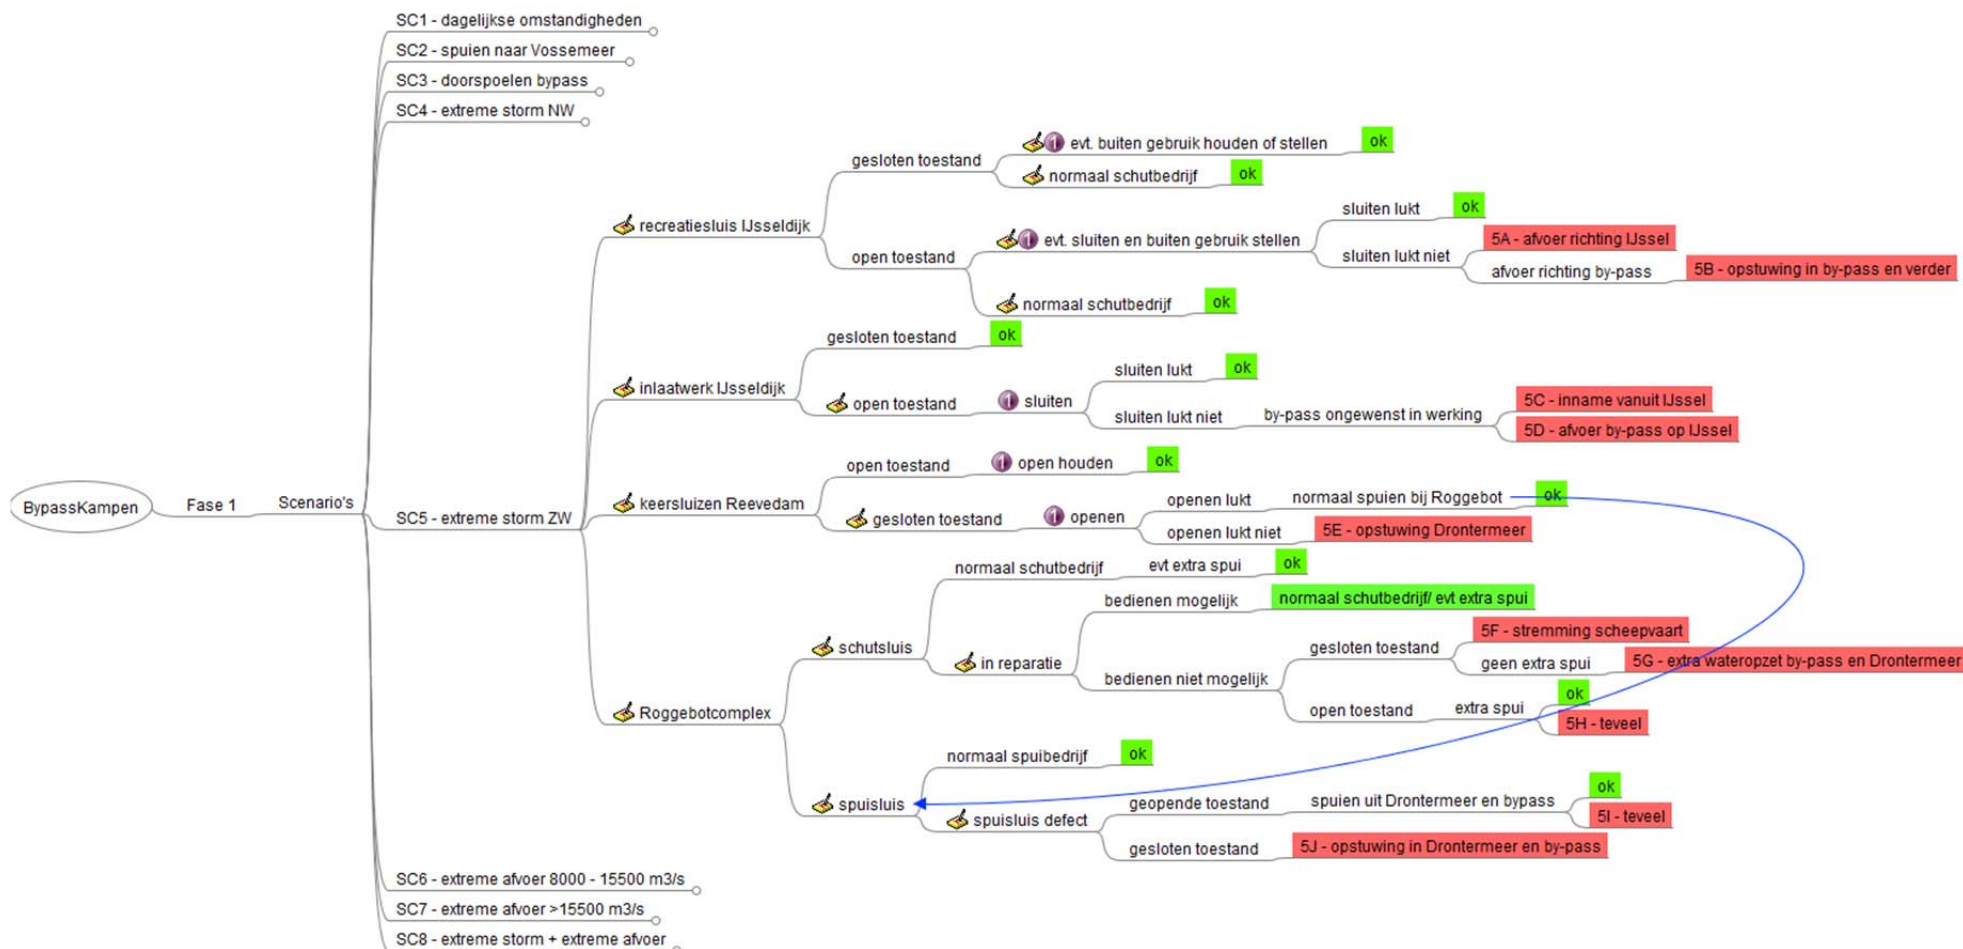 SC1 - dagelijkse omstandigheden
SC2 - spuien naar Vossemeer
SC3 - doorspoelen bypass
SC4 - extreme storm NW
BypassKampen
Fase 1
Scenario's
SC5 - extreme storm ZW
recreatiesluis IJsseldijk
gesloten toestand
1 evt. buiten gebruik houden of stellen
ok
normaal schutbedrijf
ok
open toestand
1 evt. sluiten en buiten gebruik stellen
sluiten lukt
ok
sluiten lukt niet
5A - afvoer richting IJssel
afvoer richting by-pass
5B - opstuwing in by-pass en verder
normaal schutbedrijf
ok
inlaatwerk IJsseldijk
gesloten toestand
ok
open toestand
1 sluiten
sluiten lukt
ok
sluiten lukt niet
by-pass ongewenst in werking
5C - inname vanuit IJssel
5D - afvoer by-pass op IJssel
keersluizen Reevedam
open toestand
1 open houden
ok
gesloten toestand
1 openen
openen lukt
normaal spuien bij Roggebot
ok
openen lukt niet
5E - opstuwing Drontermeer
Roggebotcomplex
schutsluis
normaal schutbedrijf
evt extra spui
ok
in reparatie
bedienen mogelijk
normaal schutbedrijf/ evt extra spui
bedienen niet mogelijk
gesloten toestand
5F - stremming scheepvaart
geen extra spui
5G - extra wateropzet by-pass en Drontermeer
open toestand
extra spui
ok
5H - teveel
spuisluis
normaal spuibedrijf
ok
spuisluis defect
geopende toestand
spuien uit Drontermeer en bypass
ok
5I - teveel
gesloten toestand
5J - opstuwing in Drontermeer en by-pass
SC6 - extreme afvoer 8000 - 15500 m3/s
SC7 - extreme afvoer >15500 m3/s
SC8 - extreme storm + extreme afvoer